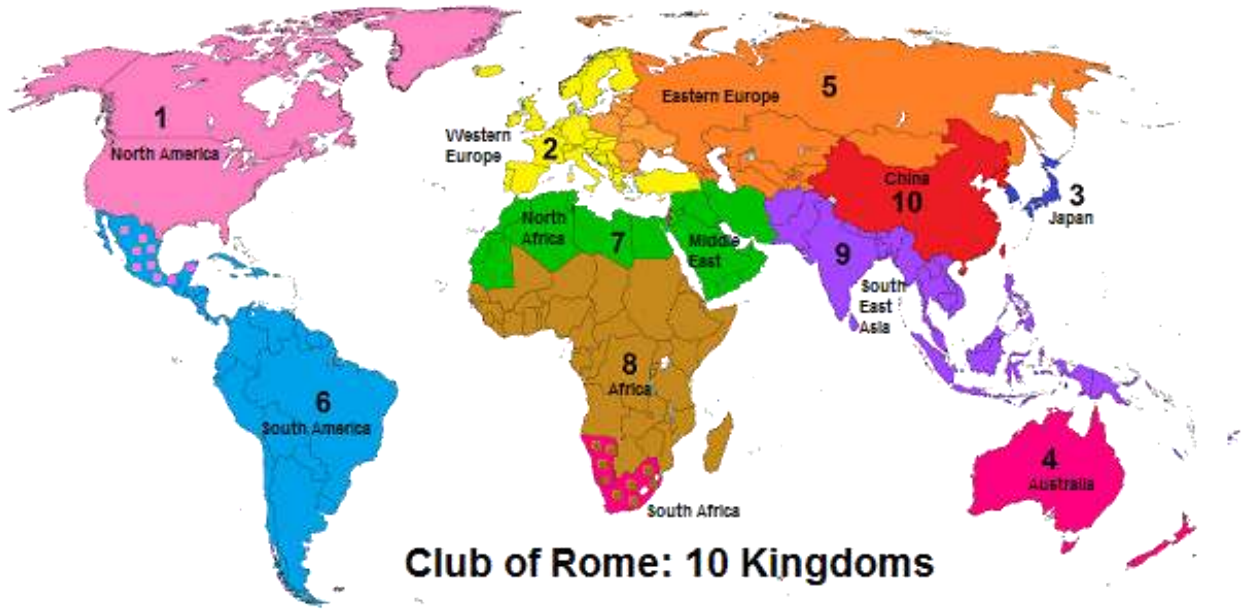 1
North America
Western
Europe
2
Eastern Europe
5
China
10
3
Japan
North
Africa
7
Middle
East
9
South
East
Asia
8
Africa
6
South America
4
Australia
South Africa
Club of Rome: 10 Kingdoms